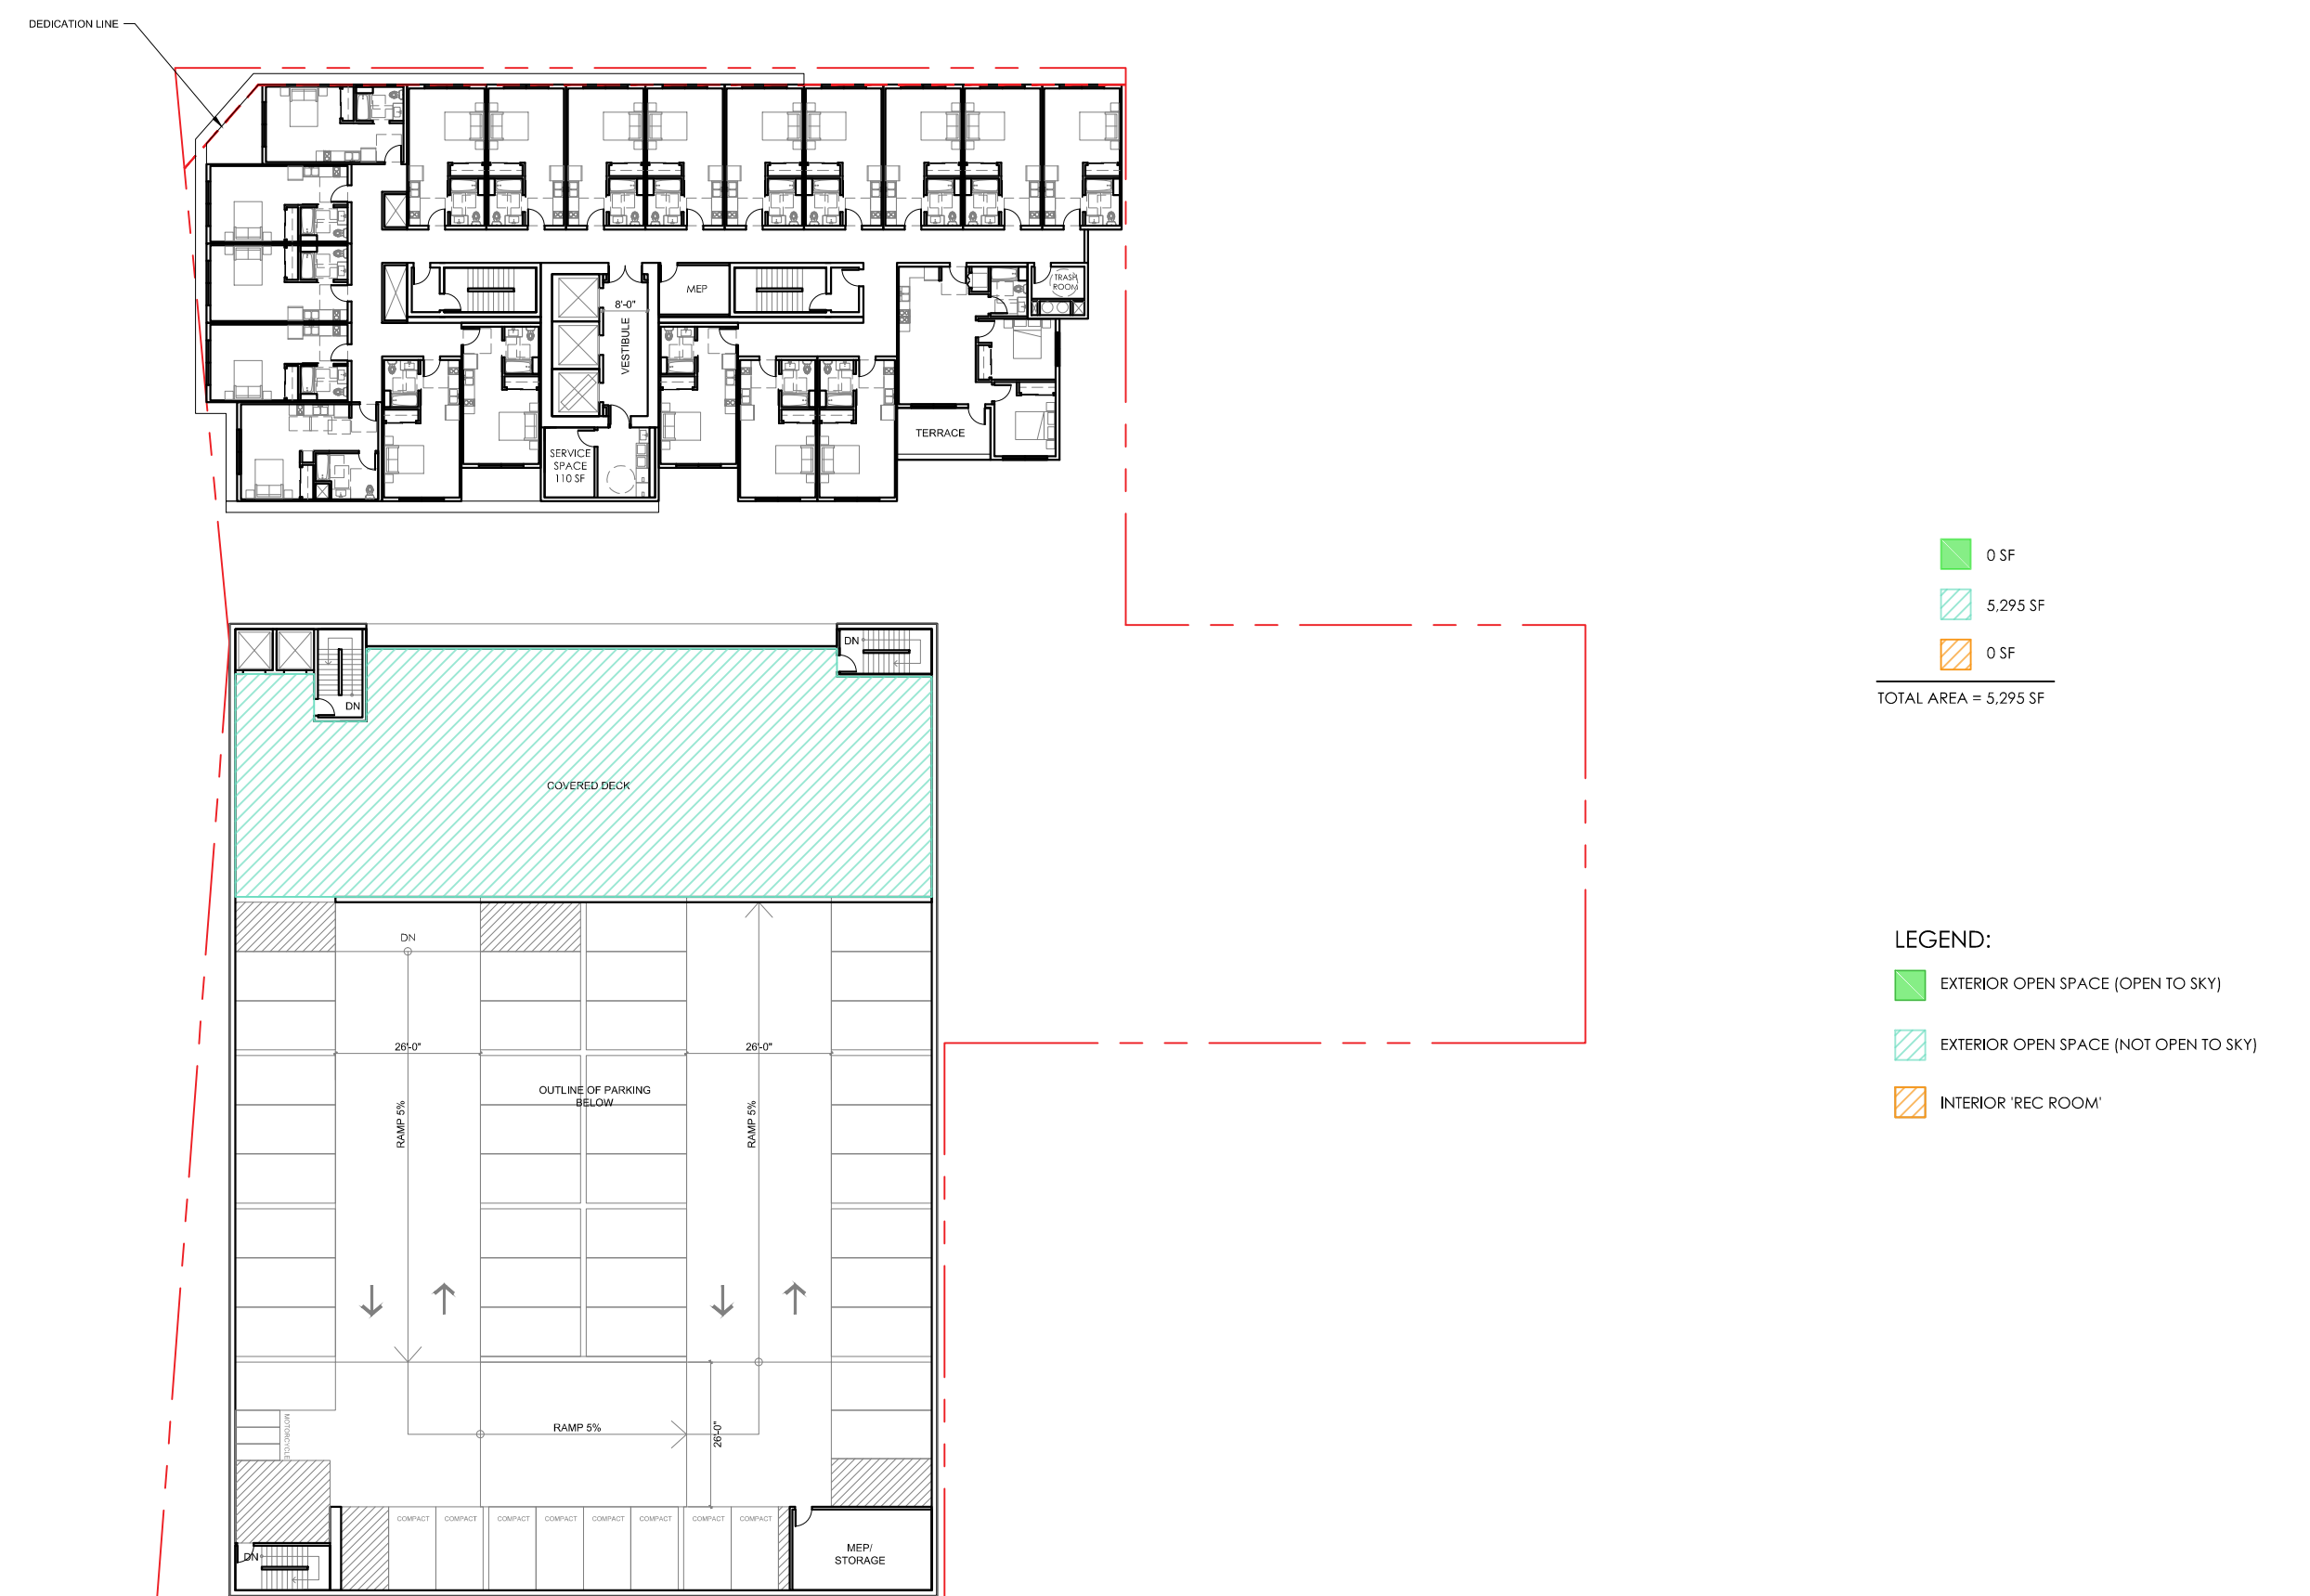 DEDICATION LINE
TRASH
ROOM
MEP
8'-0"
VESTIBULE
TERRACE
SERVICE
SPACE
110 SF
0 SF
5,295 SF
0 SF
TOTAL AREA = 5,295 SF
DN
DN
COVERED DECK
DN
LEGEND:
EXTERIOR OPEN SPACE (OPEN TO SKY)
EXTERIOR OPEN SPACE (NOT OPEN TO SKY)
INTERIOR 'REC ROOM'
26'-0"
26'-0"
OUTLINE OF PARKING
BELOW
RAMP 5%
RAMP 5%
RAMP 5%
26'-0"
MOTORCYCLE
COMPACT
COMPACT
COMPACT
COMPACT
COMPACT
COMPACT
COMPACT
COMPACT
MEP/
STORAGE
DN